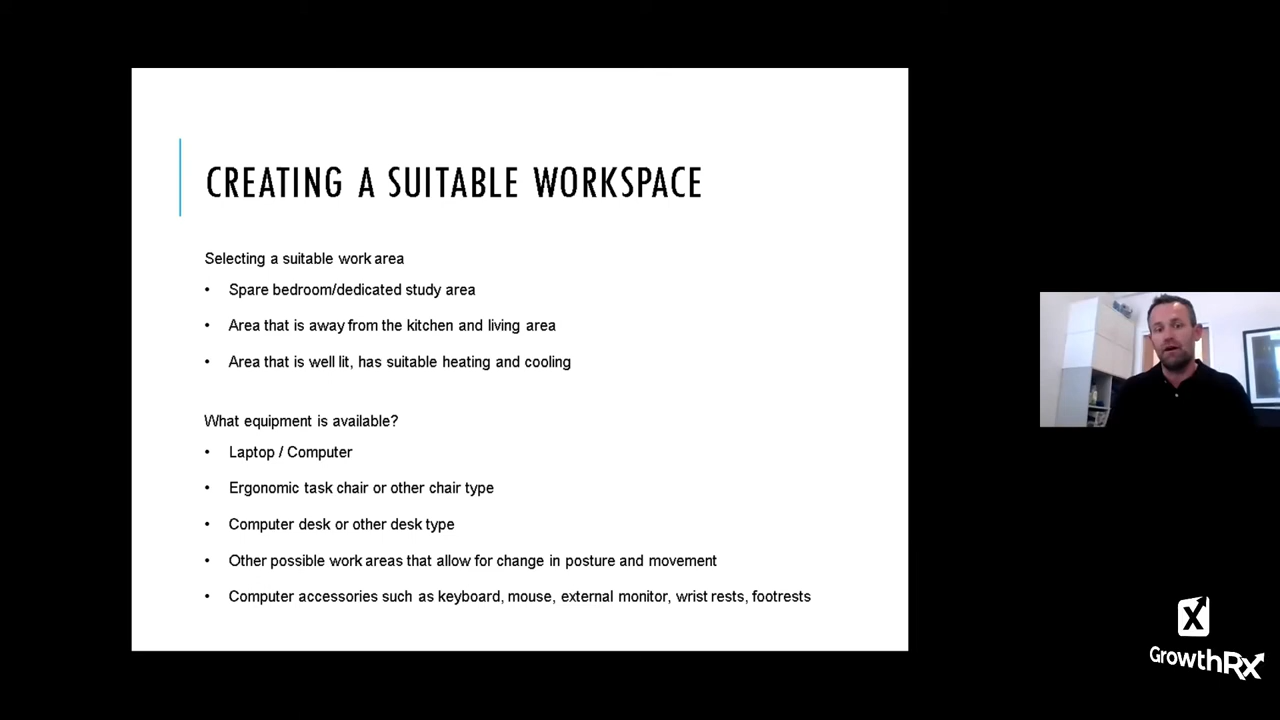 CREATING A SUITABLE WORKSPACE
Selecting a suitable work area
• Spare bedroom/dedicated study area
• Area that is away from the kitchen and living area
• Area that is well lit, has suitable heating and cooling
What equipment is available?
• Laptop / Computer
• Ergonomic task chair or other chair type
• Computer desk or other desk type
• Other possible work areas that allow for change in posture and movement
• Computer accessories such as keyboard, mouse, external monitor, wrist rests, footrests
X
GrowthRx